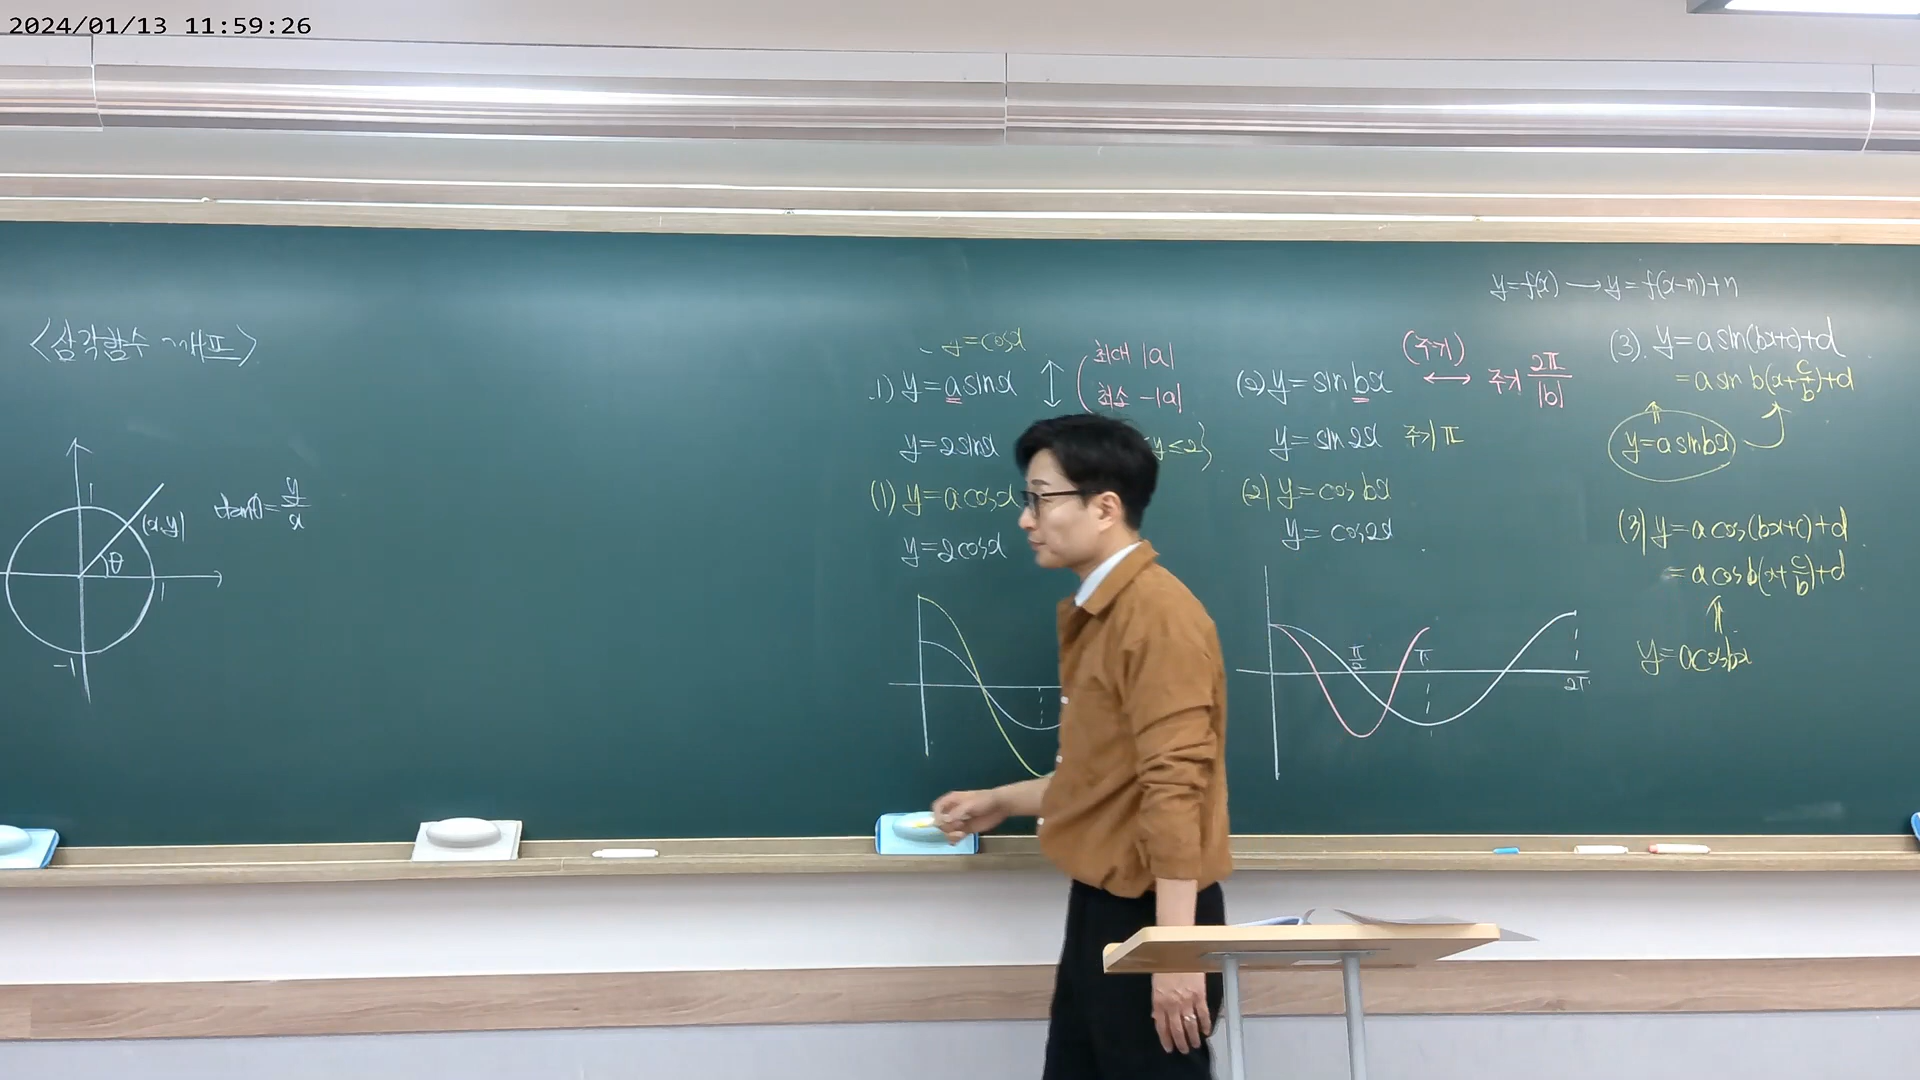 2024/01/13 11:59:26
<삼각함수 그래프>
1
(x,y)
θ
1
-1
tanθ = y/x
y=cosx
1) y=asinx
최대 |a|
최소 -|a|
y=2sinx
y≤2}
(1) y=acosx
y=2cosx
(2) y=sinbx
(주기)
주기 2π/|b|
y=sin2x 주기 π
(2) y=cosbx
y=cos2x
π/2
π
2π
y=f(x) → y=f(x-m)+n
(3). y=asin(bx+c)+d
=asin b(x+c/b)+d
y=asinbx
(3) y=acos(bx+c)+d
=acosb(x+c/b)+d
y=acosbx